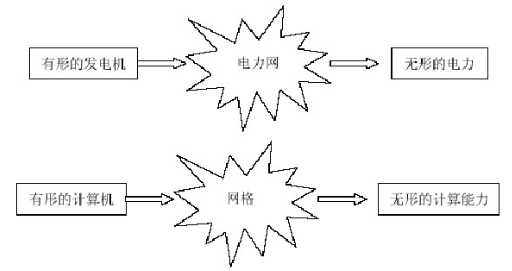 有形的发电机
电力网
无形的电力
有形的计算机
网格
无形的计算能力